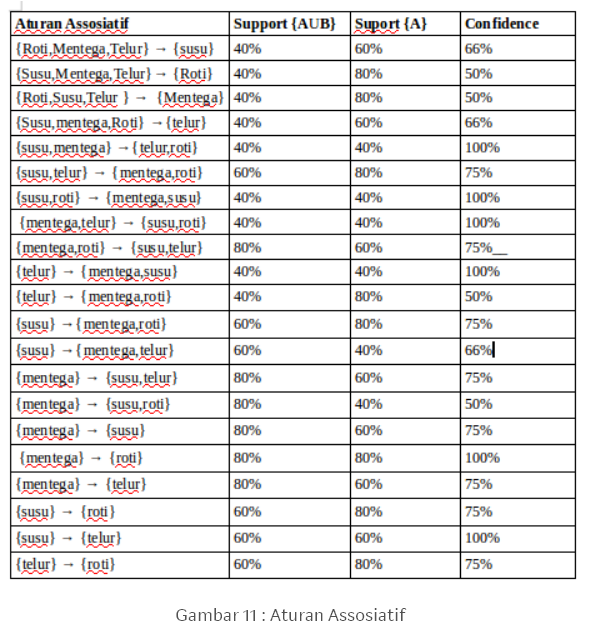 Aturan Assosiatif Support {AUB} Suport {A} Confidence
{Roti,Mentega,Telur} → {susu} 40% 60% 66%
{Susu,Mentega,Telur} → {Roti} 40% 80% 50%
{Roti,Susu,Telur } → {Mentega} 40% 80% 50%
{Susu,mentega,Roti} →{telur} 40% 60% 66%
{susu,mentega} →{telur,roti} 40% 40% 100%
{susu,telur} → {mentega,roti} 60% 80% 75%
{susu,roti} → {mentega,susu} 40% 40% 100%
{mentega,telur} → {susu,roti} 40% 40% 100%
{mentega,roti} → {susu,telur} 80% 60% 75%__
{telur} → {mentega,susu} 40% 40% 100%
{telur} → {mentega,roti} 40% 80% 50%
{susu} →{mentega,roti} 60% 80% 75%
{susu} →{mentega,telur} 60% 40% 66%
{mentega} → {susu,telur} 80% 60% 75%
{mentega} → {susu,roti} 80% 40% 50%
{mentega} → {susu} 80% 60% 75%
{mentega} → {roti} 80% 80% 100%
{mentega} → {telur} 80% 60% 75%
{susu} → {roti} 60% 80% 75%
{susu} → {telur} 60% 60% 100%
{telur} → {roti} 60% 80% 75%
Gambar 11 : Aturan Assosiatif